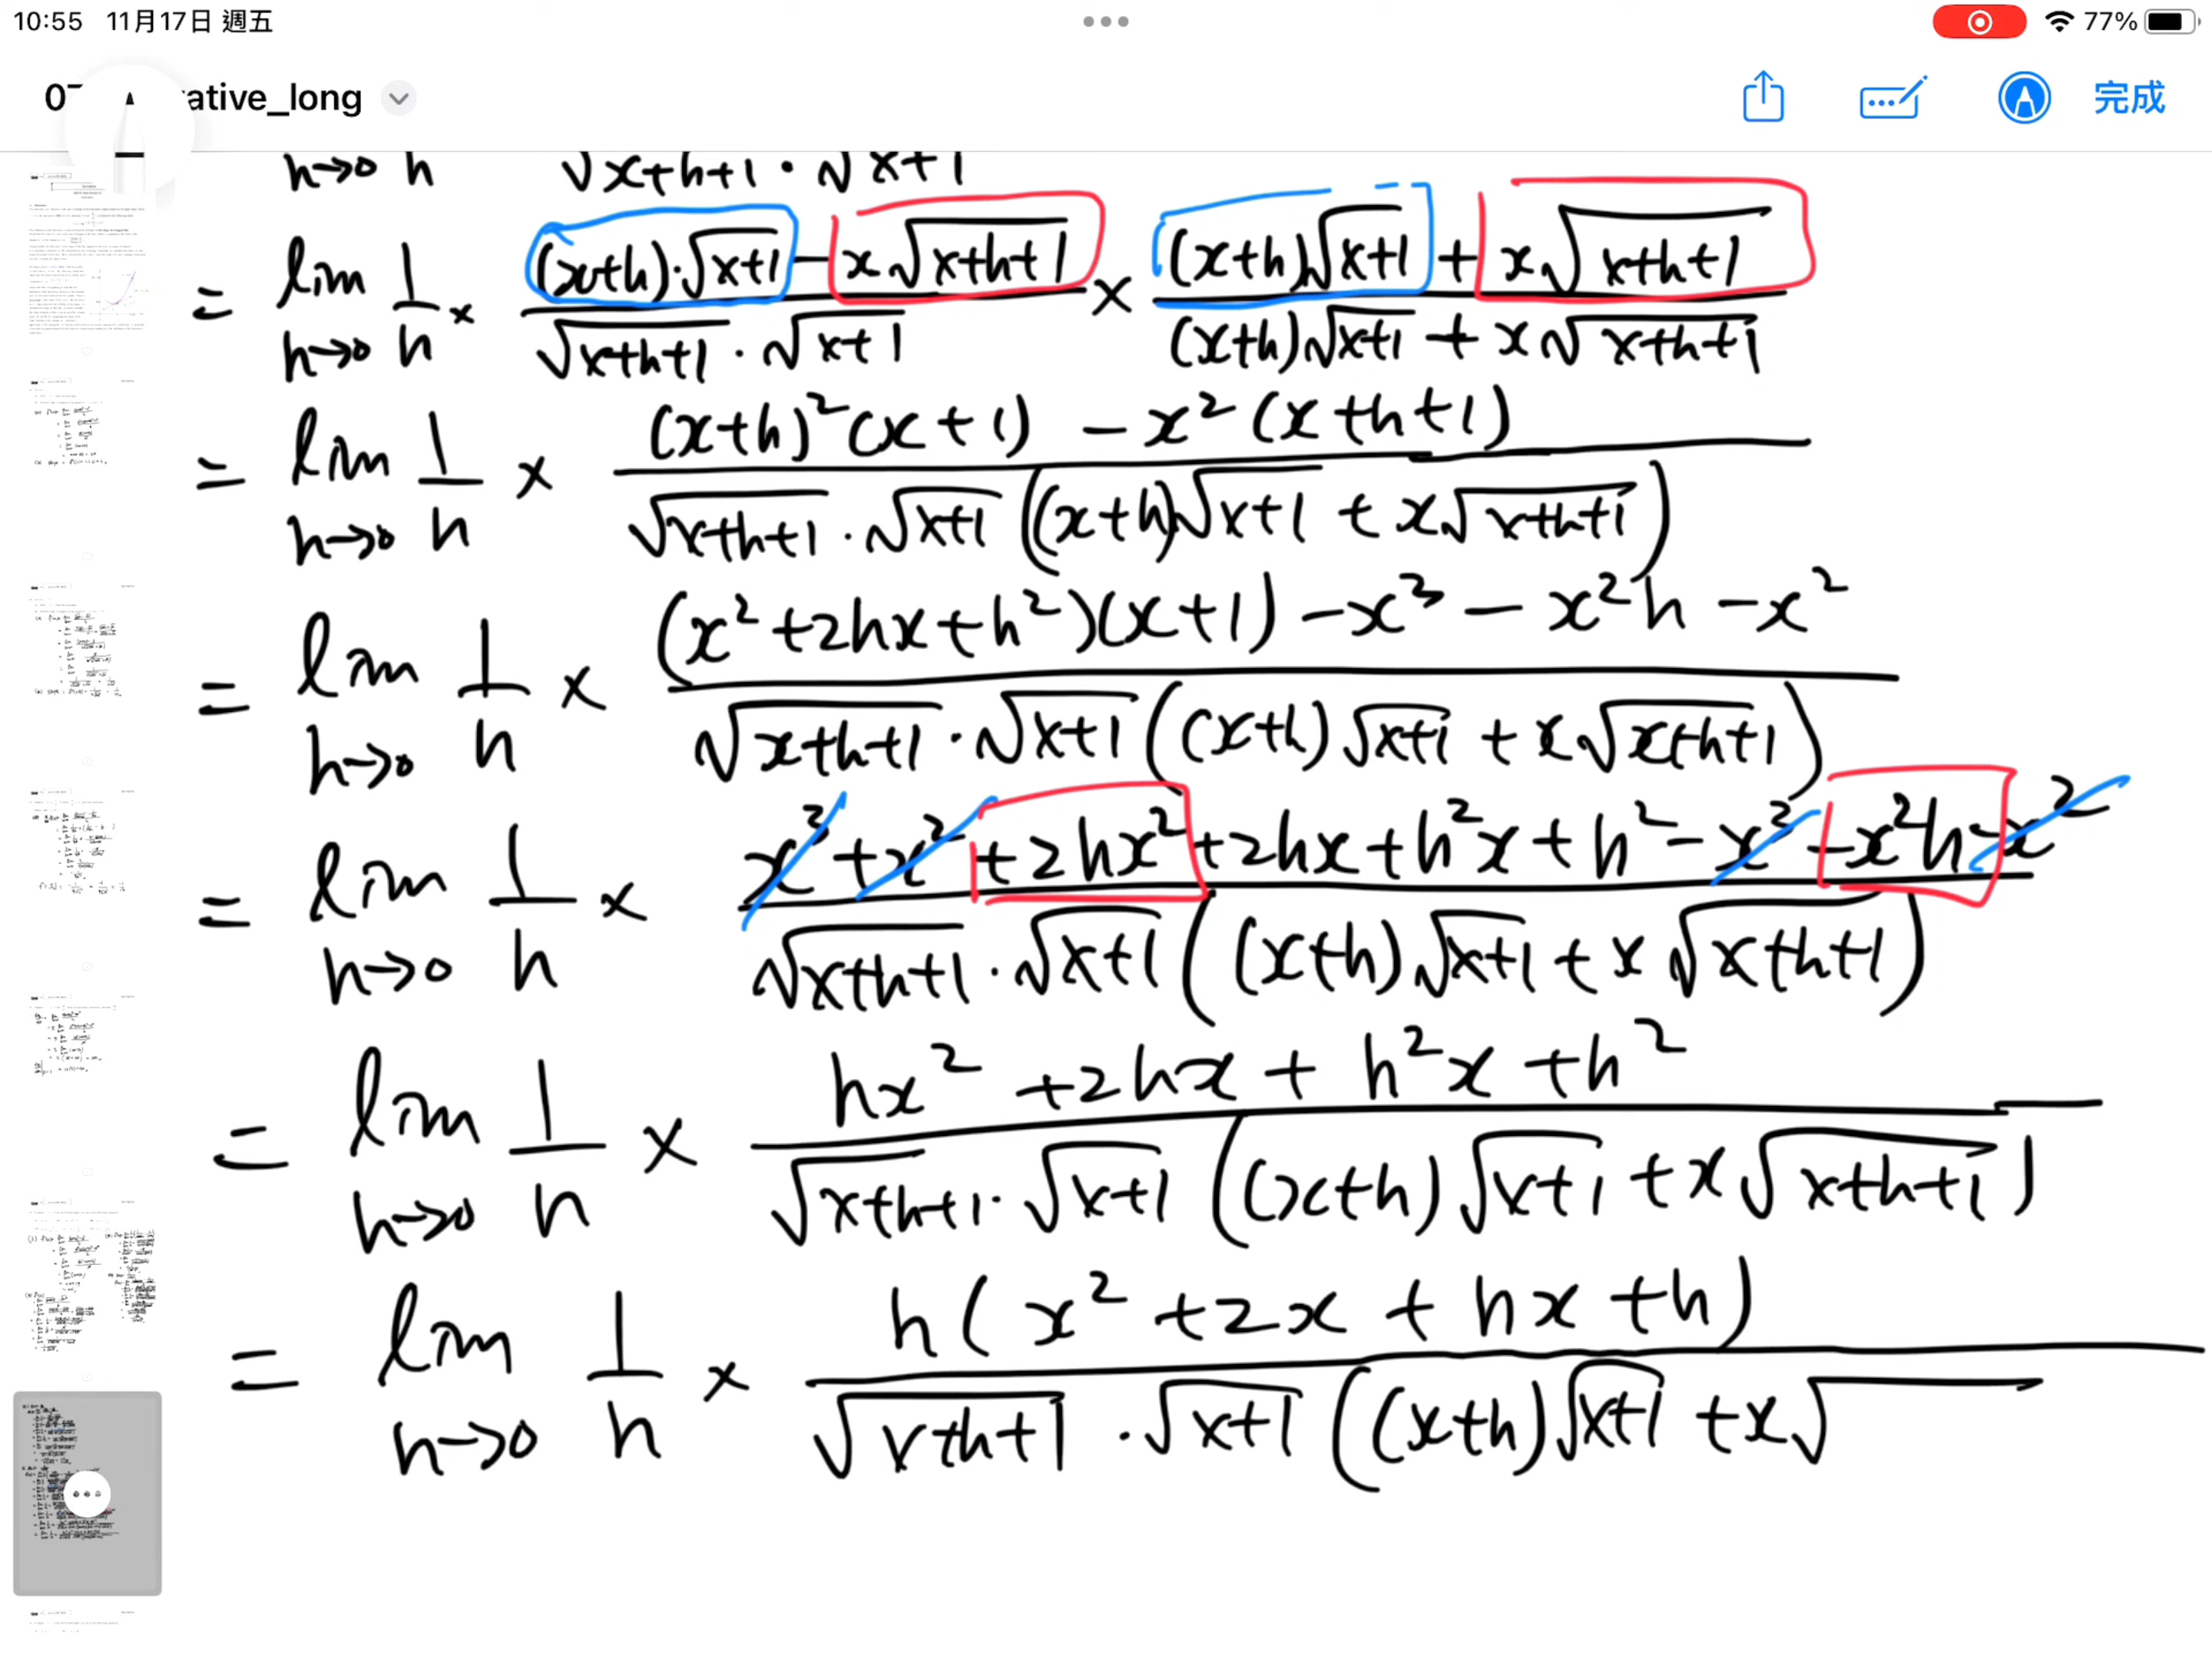 10:55 11月17日 週五 77%
ative_long 完成
h→0 h √x+h+1 · √x+1
= lim h→0 1/h × ((x+h)·√(x+1) − x√(x+h+1))/(√(x+h+1) · √(x+1)) × ((x+h)√(x+1) + x√(x+h+1))/((x+h)√(x+1) + x√(x+h+1))
= lim h→0 1/h × ((x+h)²(x+1) − x²(x+h+1))/(√(x+h+1) · √(x+1) ((x+h)√(x+1) + x√(x+h+1)))
= lim h→0 1/h × ((x²+2hx+h²)(x+1) − x³ − x²h − x²)/(√(x+h+1) · √(x+1) ((x+h)√(x+1) + x√(x+h+1)))
= lim h→0 1/h × (x³ + x² + 2hx² + 2hx + h²x + h² − x³ − x²h − x²)/(√(x+h+1) · √(x+1) ((x+h)√(x+1) + x√(x+h+1)))
= lim h→0 1/h × (hx² + 2hx + h²x + h²)/(√(x+h+1) · √(x+1) ((x+h)√(x+1) + x√(x+h+1)))
= lim h→0 1/h × h(x² + 2x + hx + h)/(√(x+h+1) · √(x+1) ((x+h)√(x+1) + x√